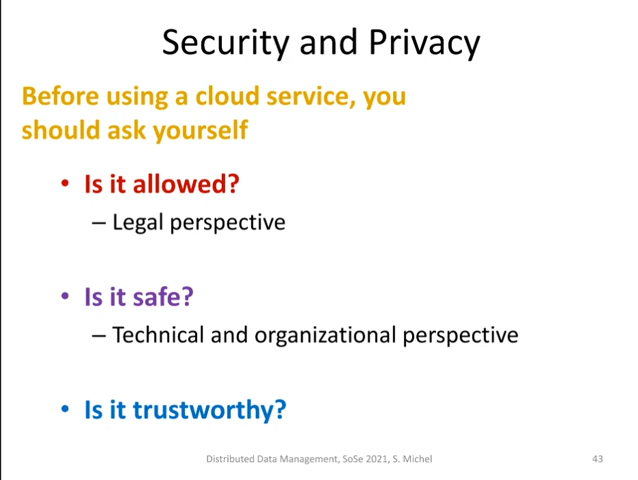 Security and Privacy
Before using a cloud service, you
should ask yourself
• Is it allowed?
– Legal perspective
• Is it safe?
– Technical and organizational perspective
• Is it trustworthy?
Distributed Data Management, SoSe 2021, S. Michel
43